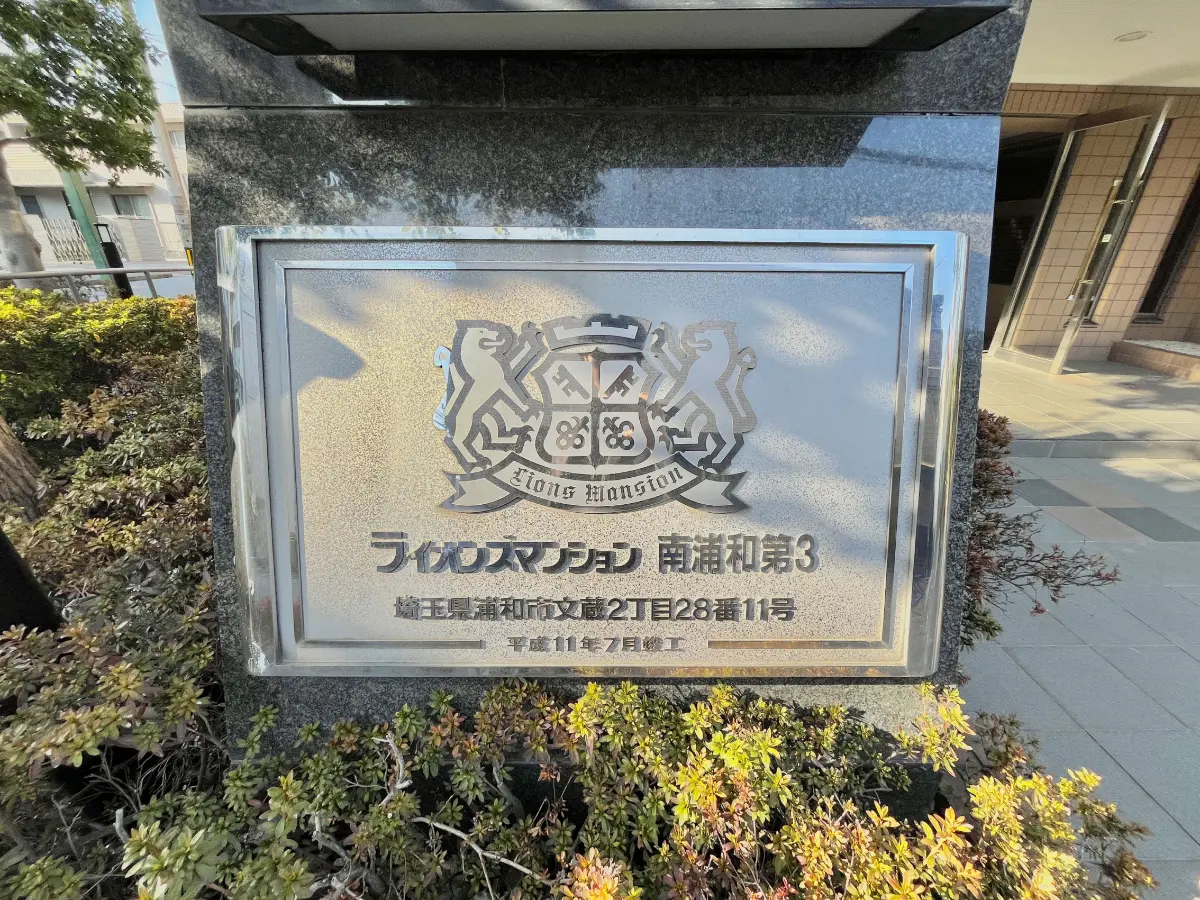 Lions Mansion
ライオンズマンション 南浦和第3
埼玉県浦和市文蔵2丁目28番11号
平成11年7月竣工